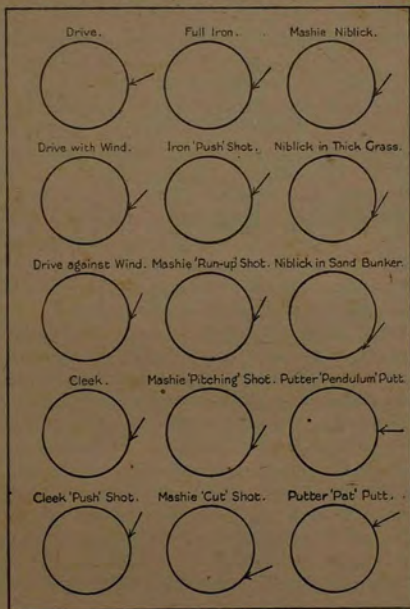 Drive. Full Iron. Mashie Niblick.
Drive with Wind. Iron 'Push' Shot. Niblick in Thick Grass.
Drive against Wind. Mashie 'Run-up' Shot. Niblick in Sand Bunker.
Cleek. Mashie 'Pitching' Shot. Putter 'Pendulum' Putt
Cleek 'Push' Shot. Mashie 'Cut' Shot. Putter 'Pat' Putt.